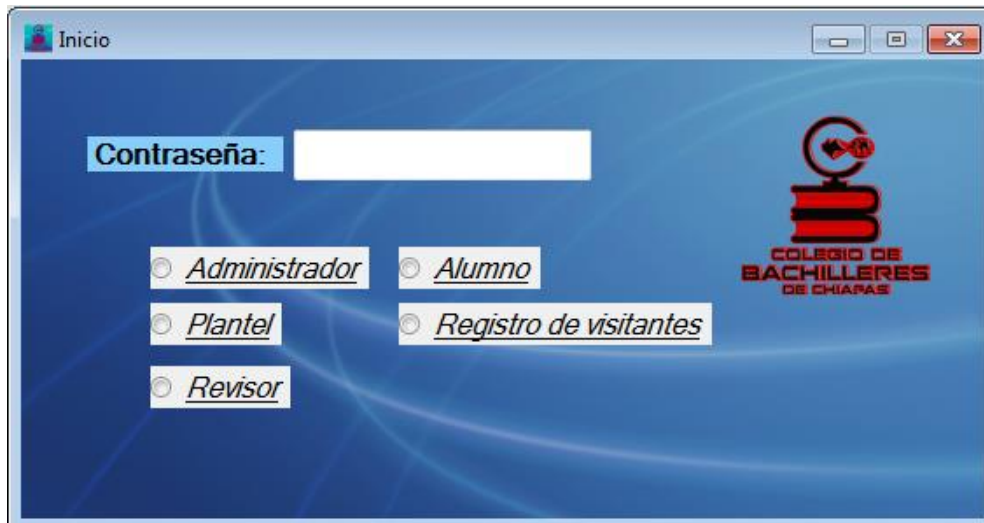 Inicio
Contraseña:
Administrador
Alumno
Plantel
Registro de visitantes
Revisor
COLEGIO DE
BACHILLERES
DE CHIAPAS